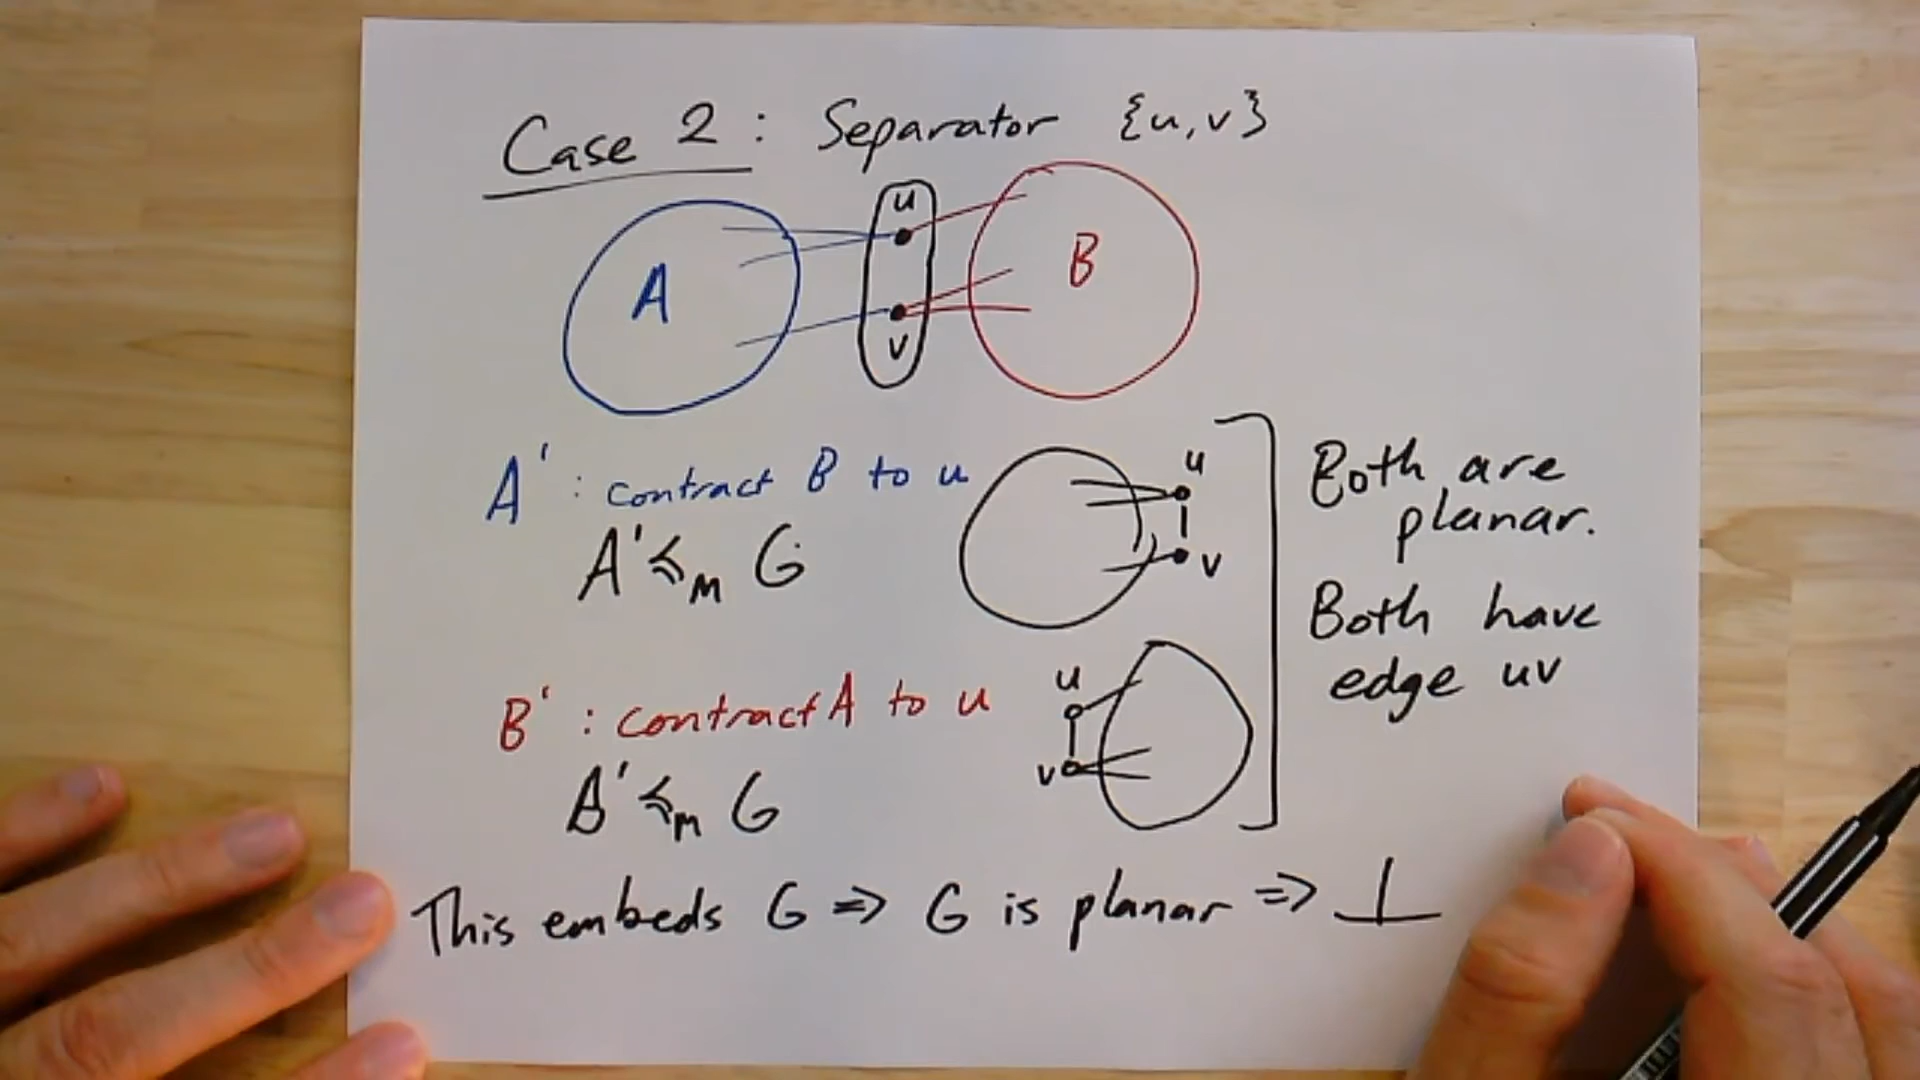 Case 2 : Separator {u,v}
u
A
B
v
A' : contract B to u
u
v
A' ≤m G
Both are
planar.
Both have
edge uv
B' : contract A to u
u
v
B' ≤m G
This embeds G => G is planar => ⊥